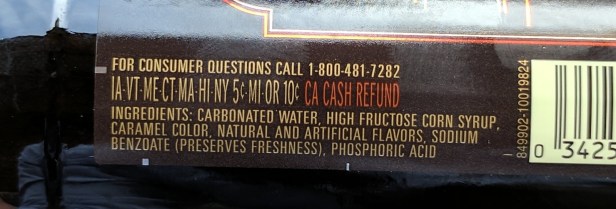 FOR CONSUMER QUESTIONS CALL 1-800-481-7282
IA·VT·ME·CT·MA·HI·NY 5¢·MI·OR 10¢ CA CASH REFUND
INGREDIENTS: CARBONATED WATER, HIGH FRUCTOSE CORN SYRUP,
CARAMEL COLOR, NATURAL AND ARTIFICIAL FLAVORS, SODIUM
BENZOATE (PRESERVES FRESHNESS), PHOSPHORIC ACID
849902-10019824
0 3425